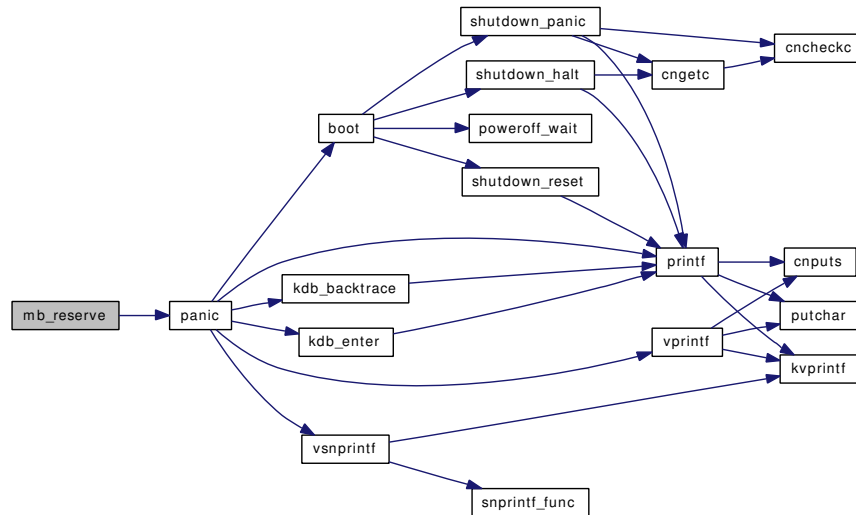 shutdown_panic
cncheckc
shutdown_halt
cngetc
boot
poweroff_wait
shutdown_reset
printf
cnputs
kdb_backtrace
mb_reserve
panic
putchar
kdb_enter
vprintf
kvprintf
vsnprintf
snprintf_func